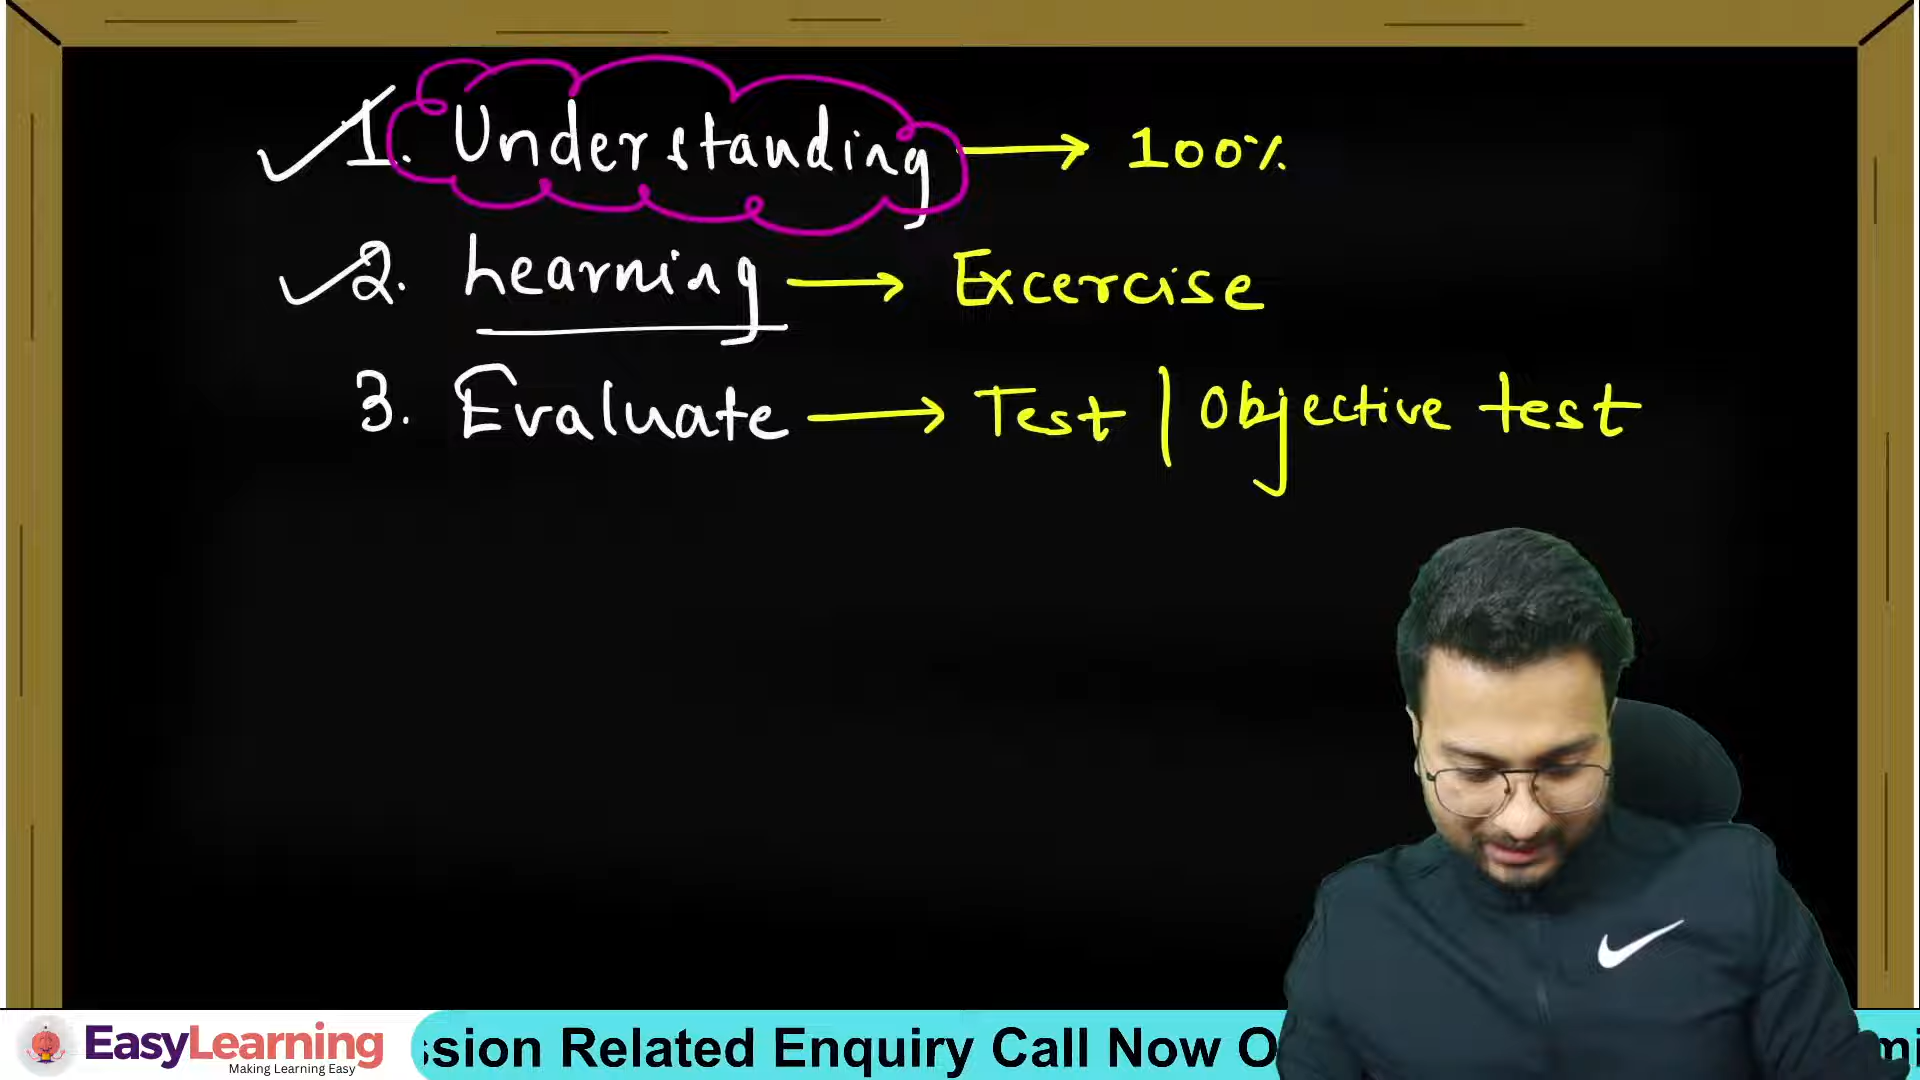 1. Understanding → 100%
2. Learning → Excercise
3. Evaluate → Test | Objective test
EasyLearning
Making Learning Easy
ssion Related Enquiry Call Now